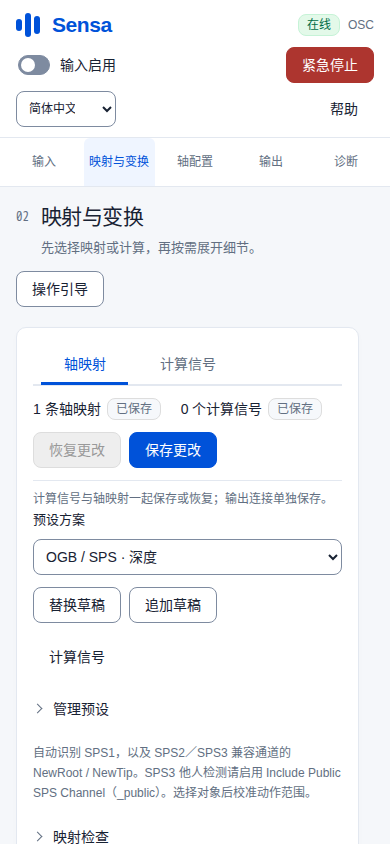 Sensa
在线 OSC
输入启用
紧急停止
简体中文
帮助
输入 映射与变换 轴配置 输出 诊断
02 映射与变换
先选择映射或计算，再按需展开细节。
操作引导
轴映射 计算信号
1 条轴映射 已保存 0 个计算信号 已保存
恢复更改 保存更改
计算信号与轴映射一起保存或恢复；输出连接单独保存。
预设方案
OGB / SPS · 深度
替换草稿 追加草稿
计算信号
管理预设
自动识别 SPS1，以及 SPS2／SPS3 兼容通道的
NewRoot / NewTip。SPS3 他人检测请启用 Include Public
SPS Channel（_public）。选择对象后校准动作范围。
映射检查